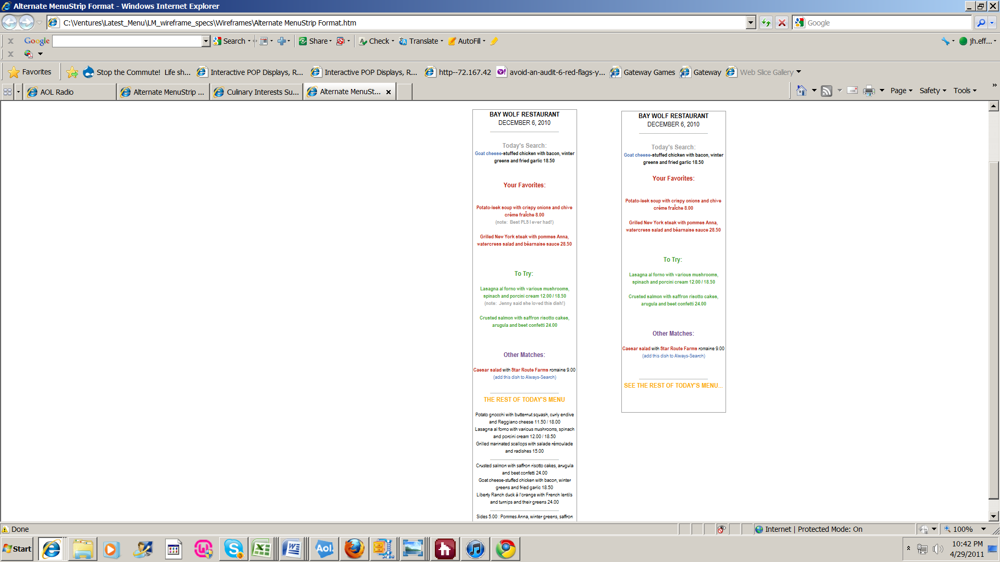 Alternate MenuStrip Format - Windows Internet Explorer
C:\Ventures\Latest_Menu\LM_wireframe_specs\Wireframes\Alternate MenuStrip Format.htm
Google
x Google Search Share Check Translate AutoFill jh.eff...
x
Favorites Stop the Commute! Life sh... Interactive POP Displays, R... Interactive POP Displays, R... http--72.167.42 avoid-an-audit-6-red-flags-y... Gateway Games Gateway Web Slice Gallery
AOL Radio Alternate MenuStrip ... Culinary Interests Su... Alternate MenuSt... x Page Safety Tools »
BAY WOLF RESTAURANT
DECEMBER 6, 2010
Today's Search:
Goat cheese-stuffed chicken with bacon, winter
greens and fried garlic 18.50
Your Favorites:
Potato-leek soup with crispy onions and chive
crème fraîche 8.00
(note: Best PLS I ever had!)
Grilled New York steak with pommes Anna,
watercress salad and béarnaise sauce 28.50
To Try:
Lasagna al forno with various mushrooms,
spinach and porcini cream 12.00 / 18.50
(note: Jenny said she loved this dish!)
Crusted salmon with saffron risotto cakes,
arugula and beet confetti 24.00
Other Matches:
Caesar salad with Star Route Farms romaine 9.00
(add this dish to Always-Search)
THE REST OF TODAY'S MENU
Potato gnocchi with butternut squash, curly endive
and Reggiano cheese 11.50 / 18.00
Lasagna al forno with various mushrooms, spinach
and porcini cream 12.00 / 18.50
Grilled marinated scallops with salade rémoulade
and radishes 15.00
Crusted salmon with saffron risotto cakes, arugula
and beet confetti 24.00
Goat cheese-stuffed chicken with bacon, winter
greens and fried garlic 18.50
Liberty Ranch duck à l'orange with French lentils
and turnips and their greens 24.00
Sides 5.00 : Pommes Anna, winter greens, saffron
BAY WOLF RESTAURANT
DECEMBER 6, 2010
Today's Search:
Goat cheese-stuffed chicken with bacon, winter
greens and fried garlic 18.50
Your Favorites:
Potato-leek soup with crispy onions and chive
crème fraîche 8.00
Grilled New York steak with pommes Anna,
watercress salad and béarnaise sauce 28.50
To Try:
Lasagna al forno with various mushrooms,
spinach and porcini cream 12.00 / 18.50
Crusted salmon with saffron risotto cakes,
arugula and beet confetti 24.00
Other Matches:
Caesar salad with Star Route Farms romaine 9.00
(add this dish to Always-Search)
SEE THE REST OF TODAY'S MENU...
Done Internet | Protected Mode: On 100%
Start Aol. 3 10:42 PM
4/29/2011